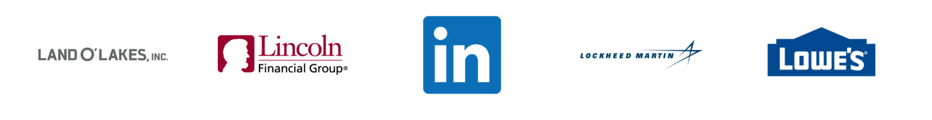 LAND O'LAKES, INC.
Lincoln
Financial Group®
in
LOCKHEED MARTIN
LOWE'S